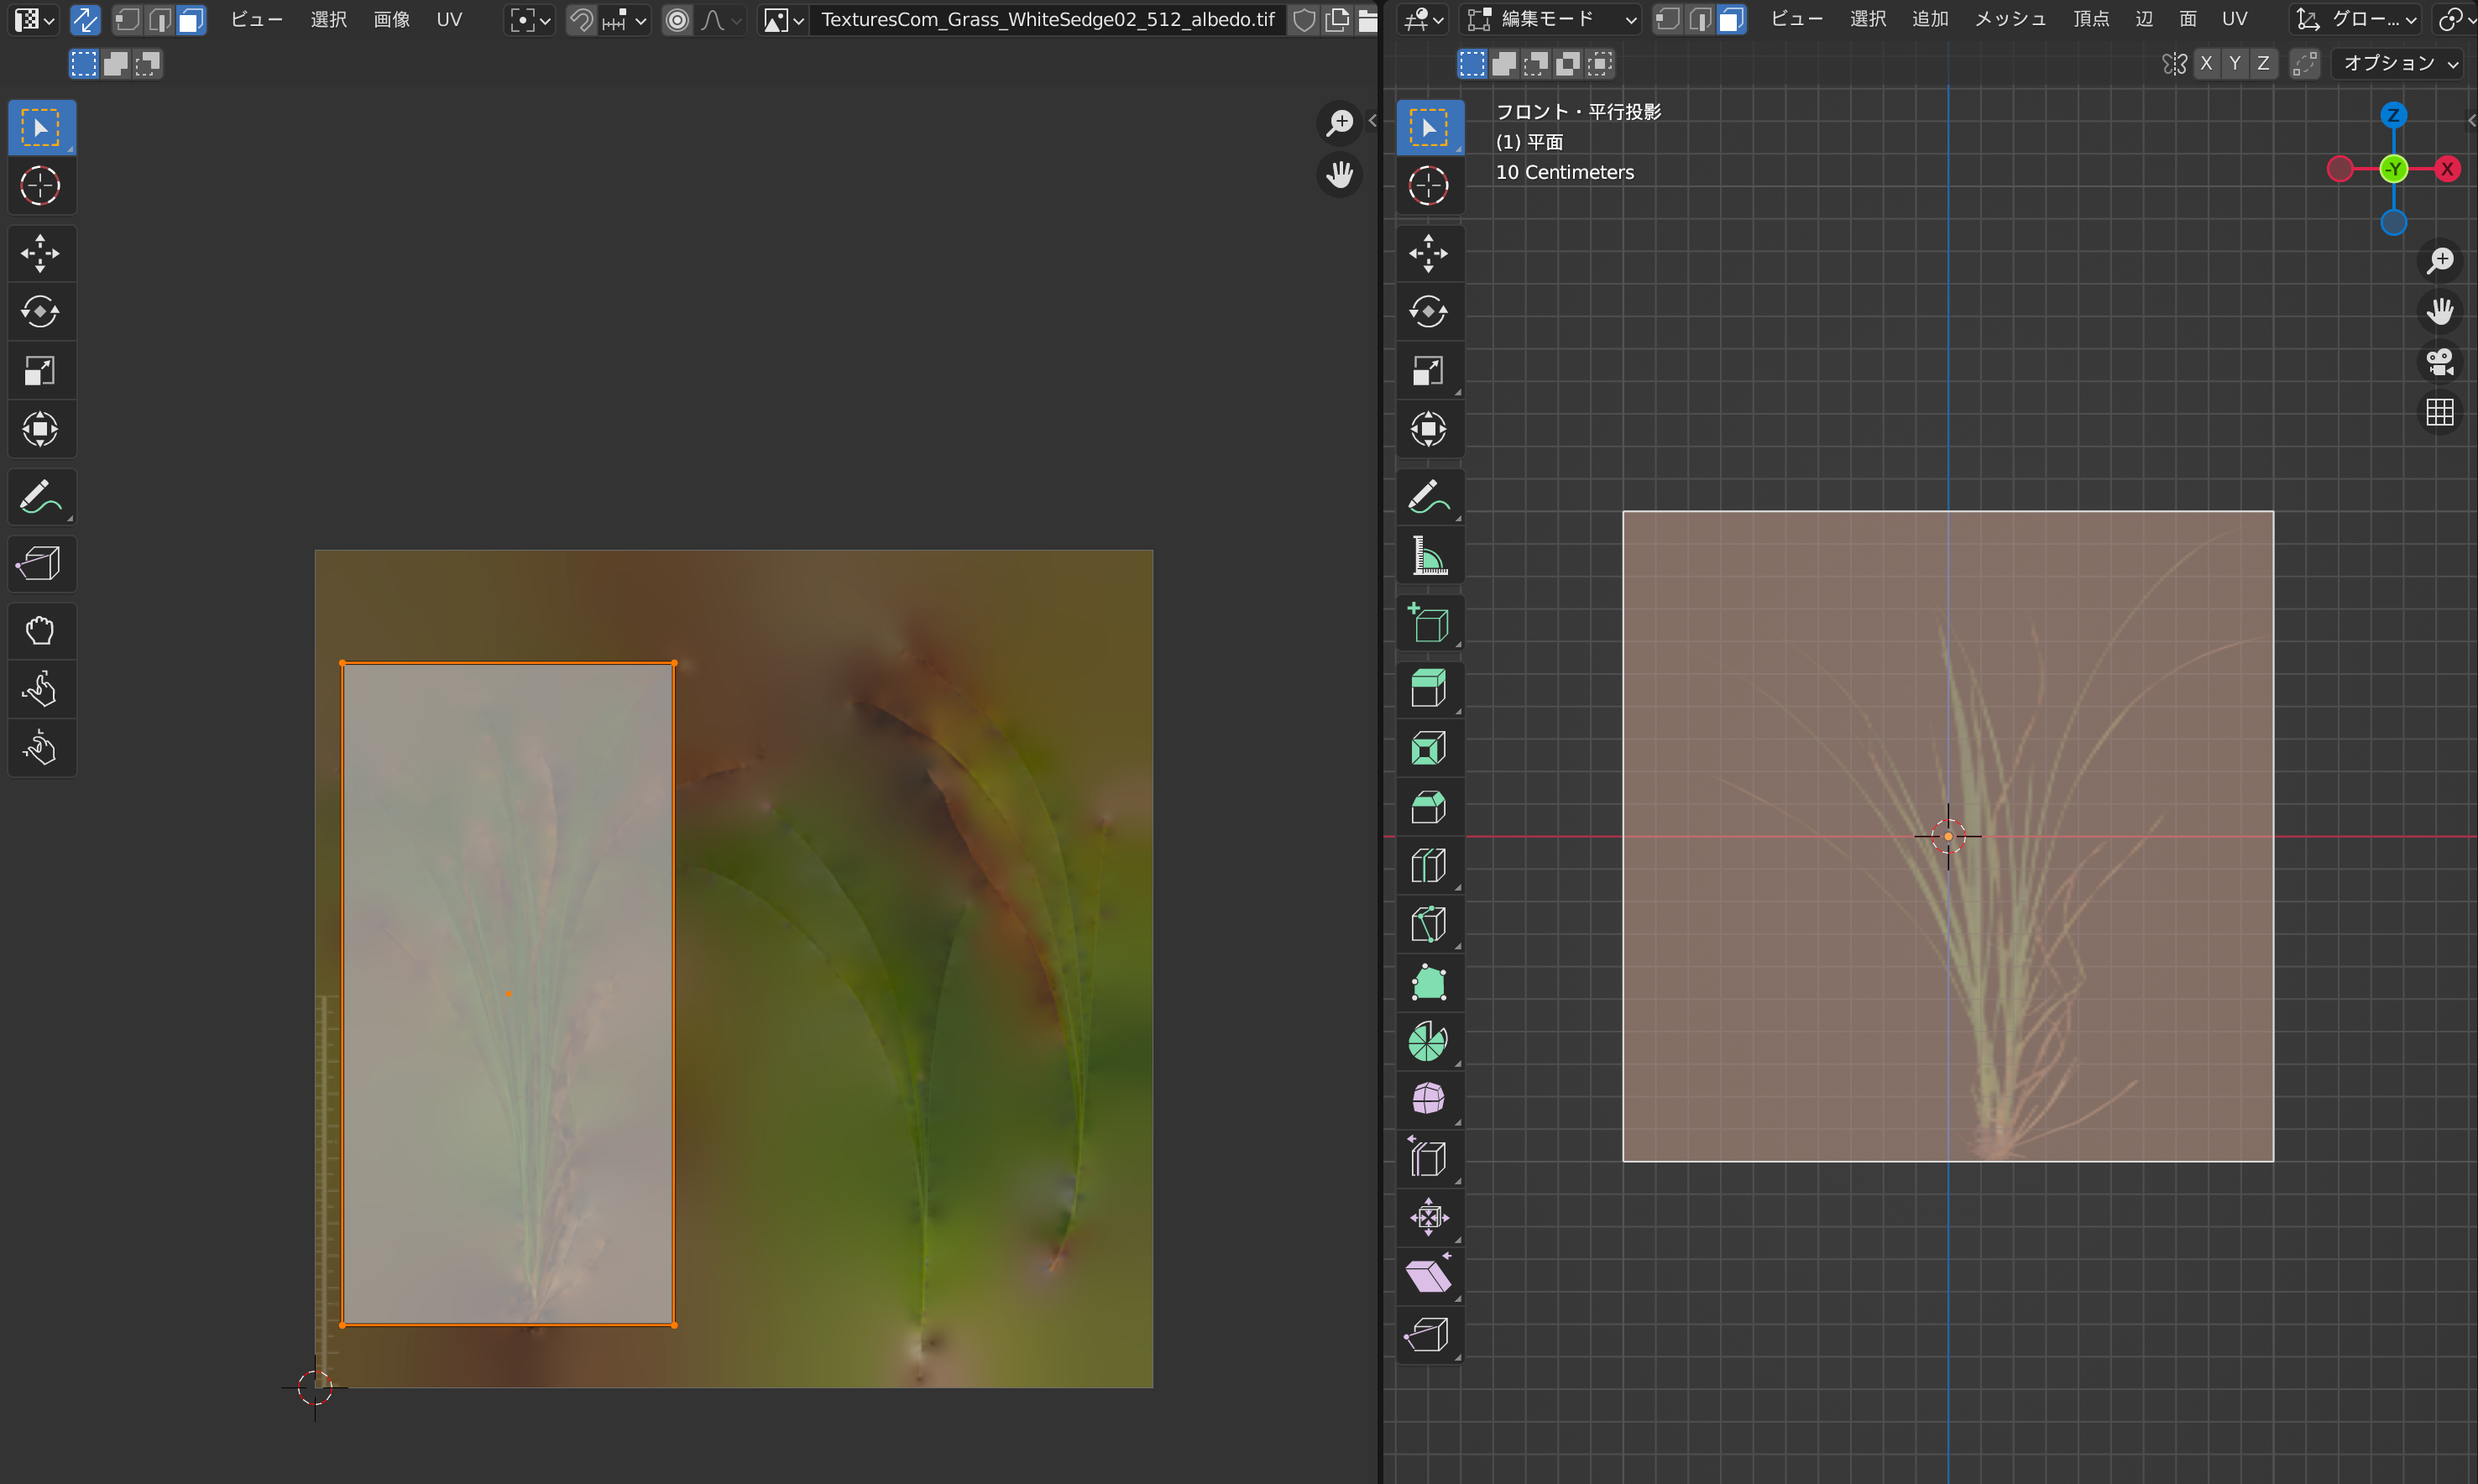 ビュー 選択 画像 UV TexturesCom_Grass_WhiteSedge02_512_albedo.tif
編集モード ビュー 選択 追加 メッシュ 頂点 辺 面 UV グロー...
X Y Z オプション
フロント・平行投影
(1) 平面
10 Centimeters
Z
-Y X